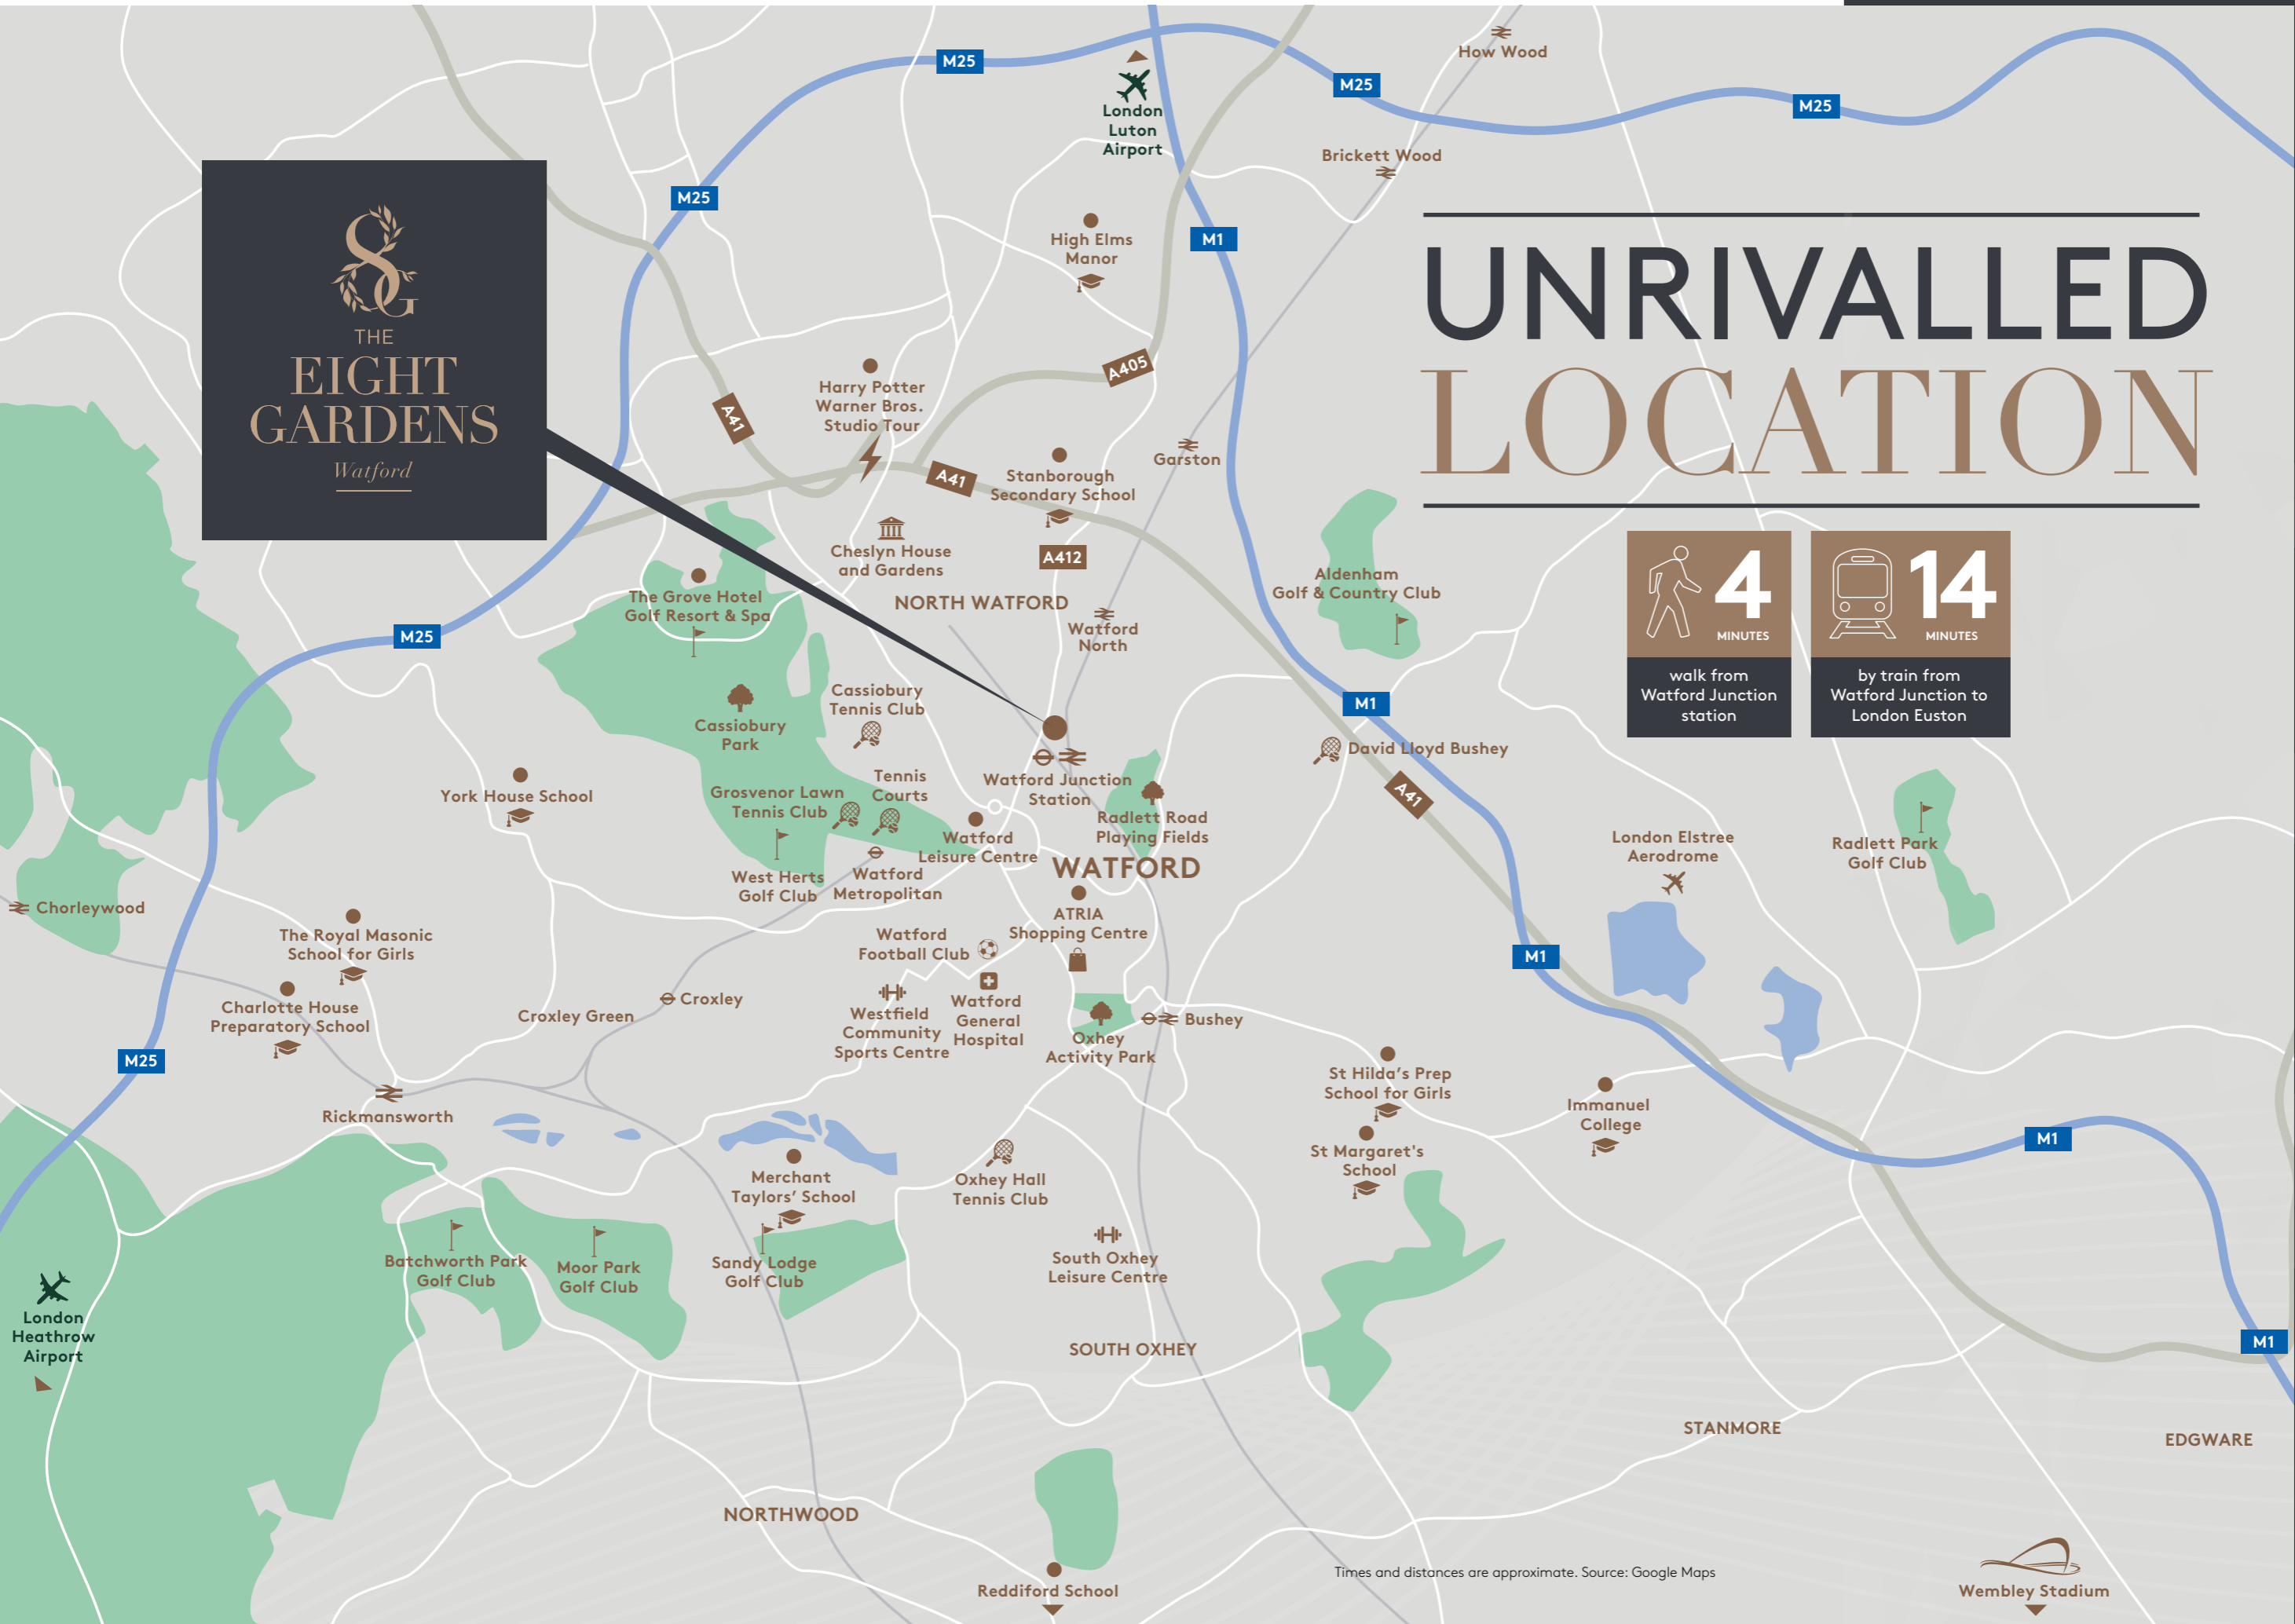 M25
How Wood
M25
M25
London
Luton
Airport
Brickett Wood
M25
M1
High Elms
Manor
8G
THE
EIGHT
GARDENS
Watford
UNRIVALLED
LOCATION
Harry Potter
Warner Bros.
Studio Tour
A405
A41
A41
Garston
Stanborough
Secondary School
Cheslyn House
and Gardens
A412
4
MINUTES
walk from
Watford Junction
station
14
MINUTES
by train from
Watford Junction to
London Euston
Aldenham
Golf & Country Club
The Grove Hotel
Golf Resort & Spa
NORTH WATFORD
Watford
North
M25
Cassiobury
Tennis Club
Cassiobury
Park
M1
David Lloyd Bushey
Watford Junction
Station
York House School
Grosvenor Lawn
Tennis Club
Tennis
Courts
A41
Radlett Road
Playing Fields
Watford
Leisure Centre
London Elstree
Aerodrome
Radlett Park
Golf Club
WATFORD
West Herts
Golf Club
Watford
Metropolitan
Chorleywood
ATRIA
Shopping Centre
The Royal Masonic
School for Girls
Watford
Football Club
M1
Charlotte House
Preparatory School
Croxley Green
Croxley
Westfield
Community
Sports Centre
Watford
General
Hospital
Bushey
Oxhey
Activity Park
M25
St Hilda's Prep
School for Girls
Immanuel
College
Rickmansworth
M1
St Margaret's
School
Merchant
Taylors' School
Oxhey Hall
Tennis Club
Batchworth Park
Golf Club
Moor Park
Golf Club
Sandy Lodge
Golf Club
South Oxhey
Leisure Centre
London
Heathrow
Airport
SOUTH OXHEY
M1
STANMORE
EDGWARE
NORTHWOOD
Times and distances are approximate. Source: Google Maps
Reddiford School
Wembley Stadium